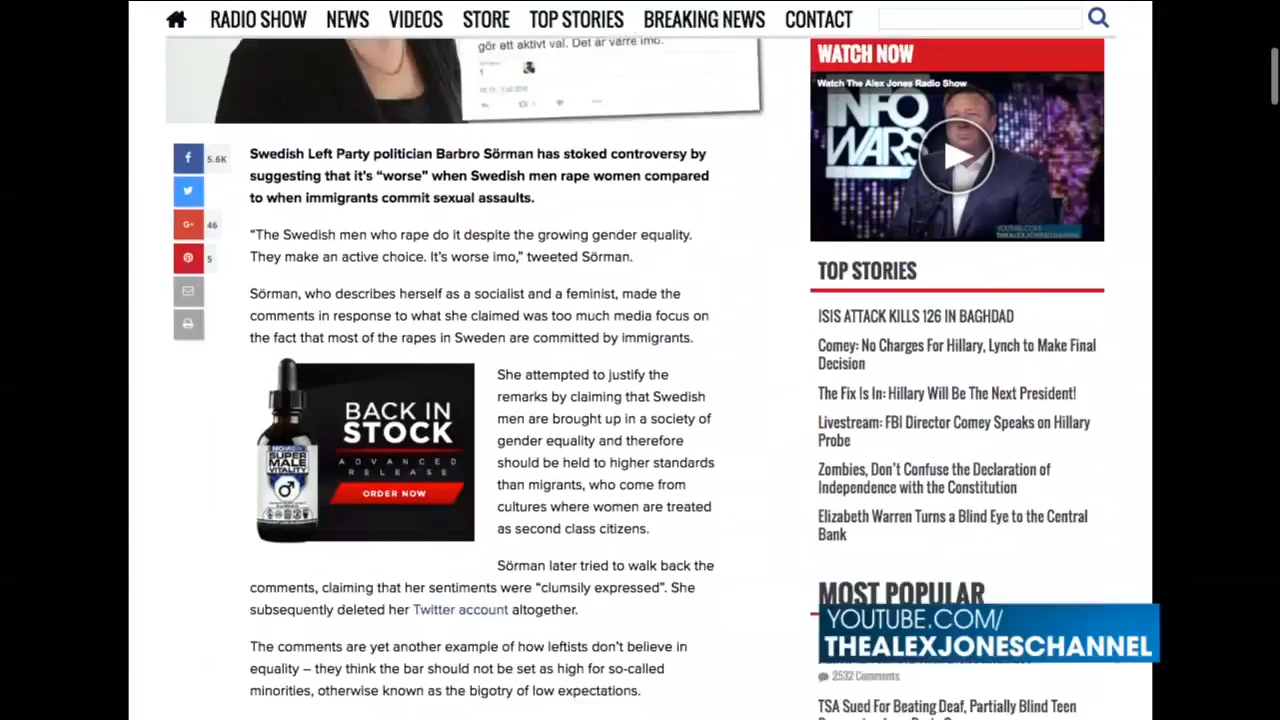 RADIO SHOW NEWS VIDEOS STORE TOP STORIES BREAKING NEWS CONTACT
gör ett aktivt val. Det är värre imo.
1
Swedish Left Party politician Barbro Sörman has stoked controversy by
suggesting that it's “worse” when Swedish men rape women compared
to when immigrants commit sexual assaults.
5.6K
G+ 46
5
“The Swedish men who rape do it despite the growing gender equality.
They make an active choice. It's worse imo,” tweeted Sörman.
Sörman, who describes herself as a socialist and a feminist, made the
comments in response to what she claimed was too much media focus on
the fact that most of the rapes in Sweden are committed by immigrants.
SUPER
MALE
VITALITY
BACK IN
STOCK
ADVANCED
RELEASE
ORDER NOW
She attempted to justify the
remarks by claiming that Swedish
men are brought up in a society of
gender equality and therefore
should be held to higher standards
than migrants, who come from
cultures where women are treated
as second class citizens.
Sörman later tried to walk back the
comments, claiming that her sentiments were “clumsily expressed”. She
subsequently deleted her Twitter account altogether.
The comments are yet another example of how leftists don't believe in
equality – they think the bar should not be set as high for so-called
minorities, otherwise known as the bigotry of low expectations.
WATCH NOW
Watch The Alex Jones Radio Show
INFO
WARS
YOUTUBE.COM/
THEALEXJONESCHANNEL
TOP STORIES
ISIS ATTACK KILLS 126 IN BAGHDAD
Comey: No Charges For Hillary, Lynch to Make Final
Decision
The Fix Is In: Hillary Will Be The Next President!
Livestream: FBI Director Comey Speaks on Hillary
Probe
Zombies, Don't Confuse the Declaration of
Independence with the Constitution
Elizabeth Warren Turns a Blind Eye to the Central
Bank
MOST POPULAR
YOUTUBE.COM/
THEALEXJONESCHANNEL
2532 Comments
TSA Sued For Beating Deaf, Partially Blind Teen